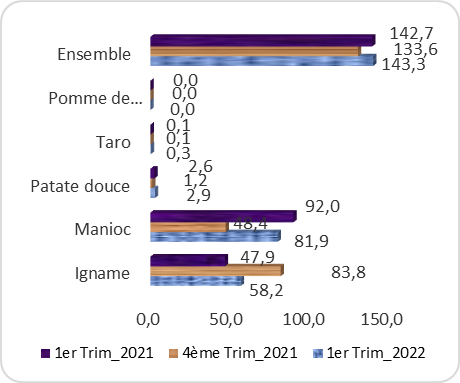 142,7
Ensemble 133,6
143,3
0,0
Pomme de... 0,0
0,0
0,1
Taro 0,1
0,3
2,6
Patate douce 1,2
2,9
92,0
Manioc 48,4
81,9
47,9
Igname 83,8
58,2
0,0 50,0 100,0 150,0
1er Trim_2021 4ème Trim_2021 1er Trim_2022